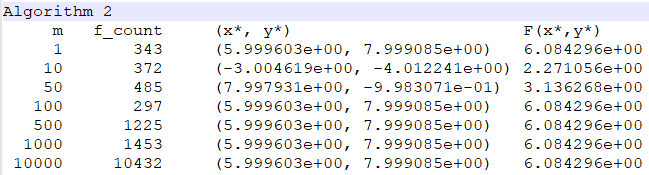 Algorithm 2
m f_count (x*, y*) F(x*,y*)
1 343 (5.999603e+00, 7.999085e+00) 6.084296e+00
10 372 (-3.004619e+00, -4.012241e+00) 2.271056e+00
50 485 (7.997931e+00, -9.983071e-01) 3.136268e+00
100 297 (5.999603e+00, 7.999085e+00) 6.084296e+00
500 1225 (5.999603e+00, 7.999085e+00) 6.084296e+00
1000 1453 (5.999603e+00, 7.999085e+00) 6.084296e+00
10000 10432 (5.999603e+00, 7.999085e+00) 6.084296e+00